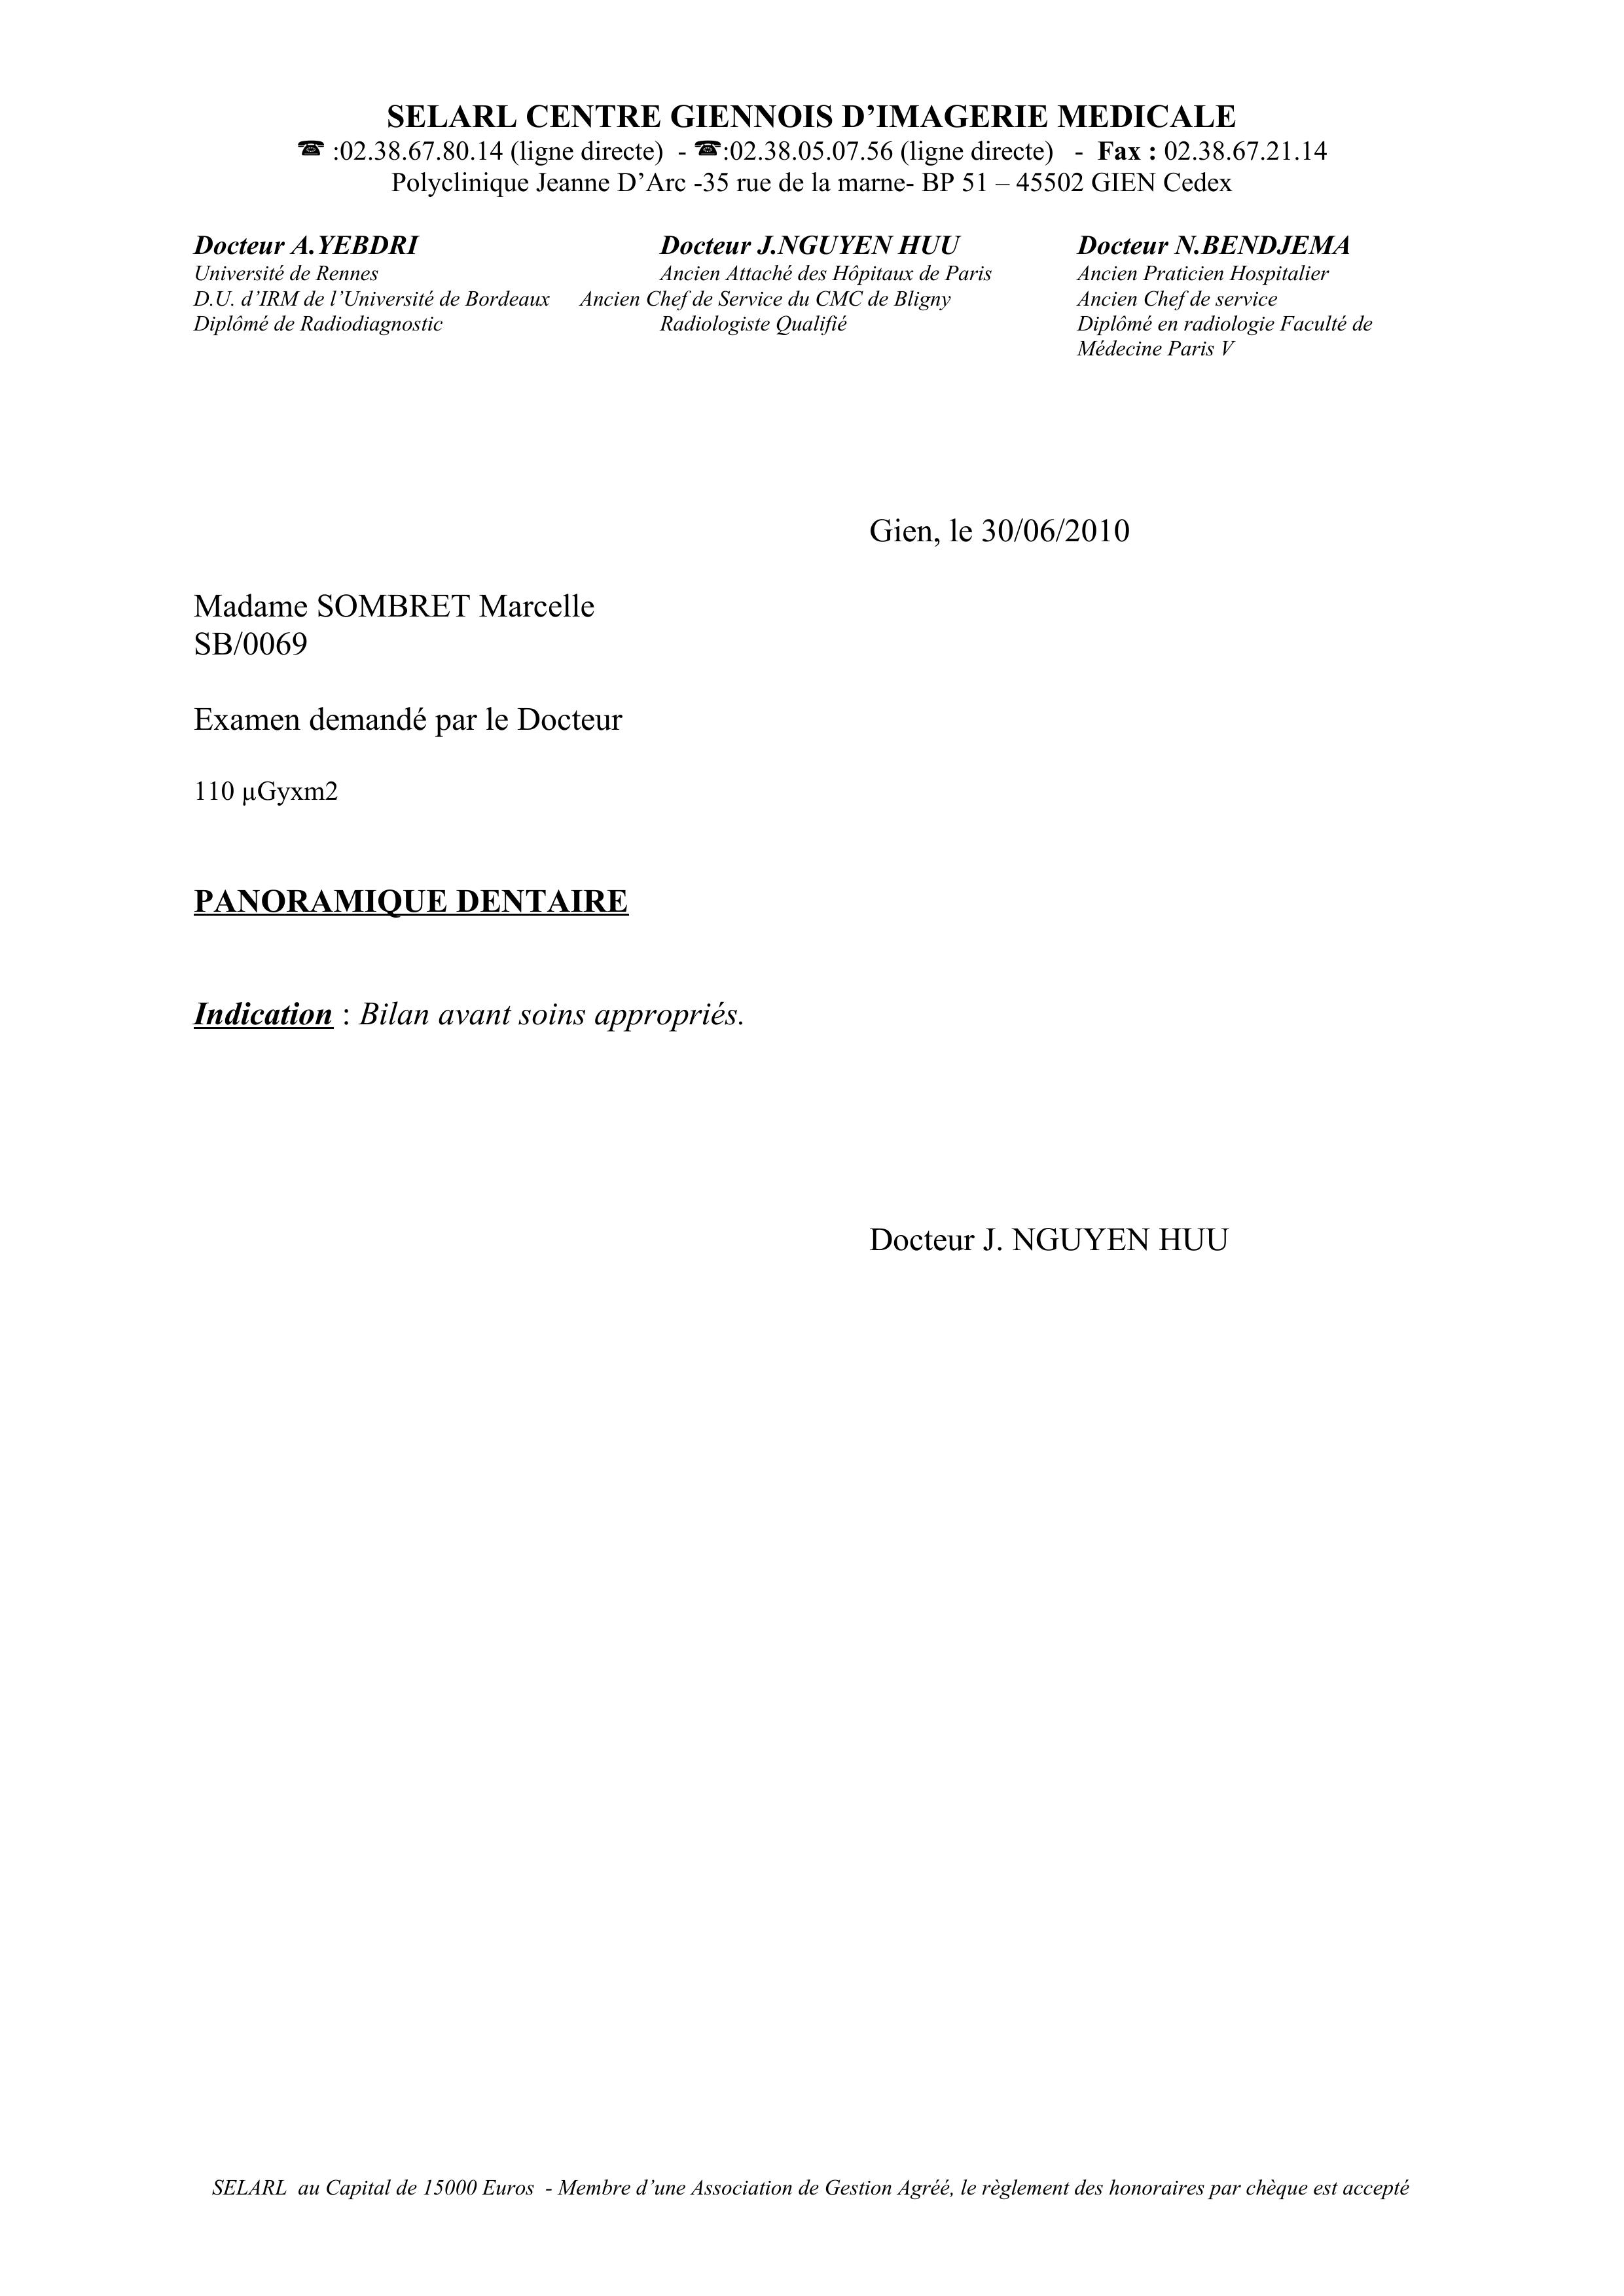 SELARL CENTRE GIENNOIS D’IMAGERIE MEDICALE
☎ :02.38.67.80.14 (ligne directe) - ☎:02.38.05.07.56 (ligne directe) - Fax : 02.38.67.21.14
Polyclinique Jeanne D’Arc -35 rue de la marne- BP 51 – 45502 GIEN Cedex
Docteur A.YEBDRI Docteur J.NGUYEN HUU Docteur N.BENDJEMA
Université de Rennes Ancien Attaché des Hôpitaux de Paris Ancien Praticien Hospitalier
D.U. d’IRM de l’Université de Bordeaux Ancien Chef de Service du CMC de Bligny Ancien Chef de service
Diplômé de Radiodiagnostic Radiologiste Qualifié Diplômé en radiologie Faculté de
Médecine Paris V
Gien, le 30/06/2010
Madame SOMBRET Marcelle
SB/0069
Examen demandé par le Docteur
110 µGyxm2
PANORAMIQUE DENTAIRE
Indication : Bilan avant soins appropriés.
Docteur J. NGUYEN HUU
SELARL au Capital de 15000 Euros - Membre d’une Association de Gestion Agréé, le règlement des honoraires par chèque est accepté